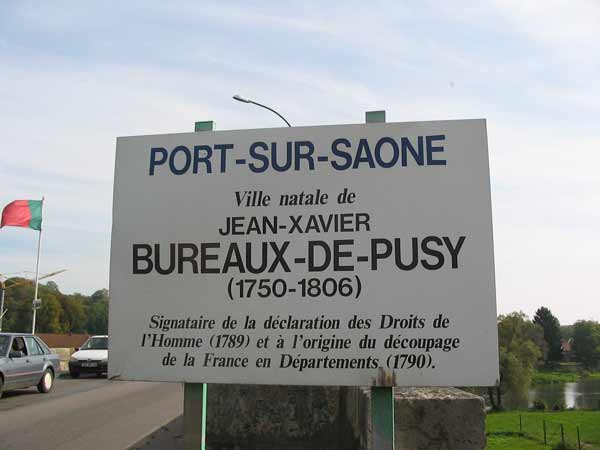 PORT-SUR-SAONE
Ville natale de
JEAN-XAVIER
BUREAUX-DE-PUSY
(1750-1806)
Signataire de la déclaration des Droits de
l'Homme (1789) et à l'origine du découpage
de la France en Départements (1790).